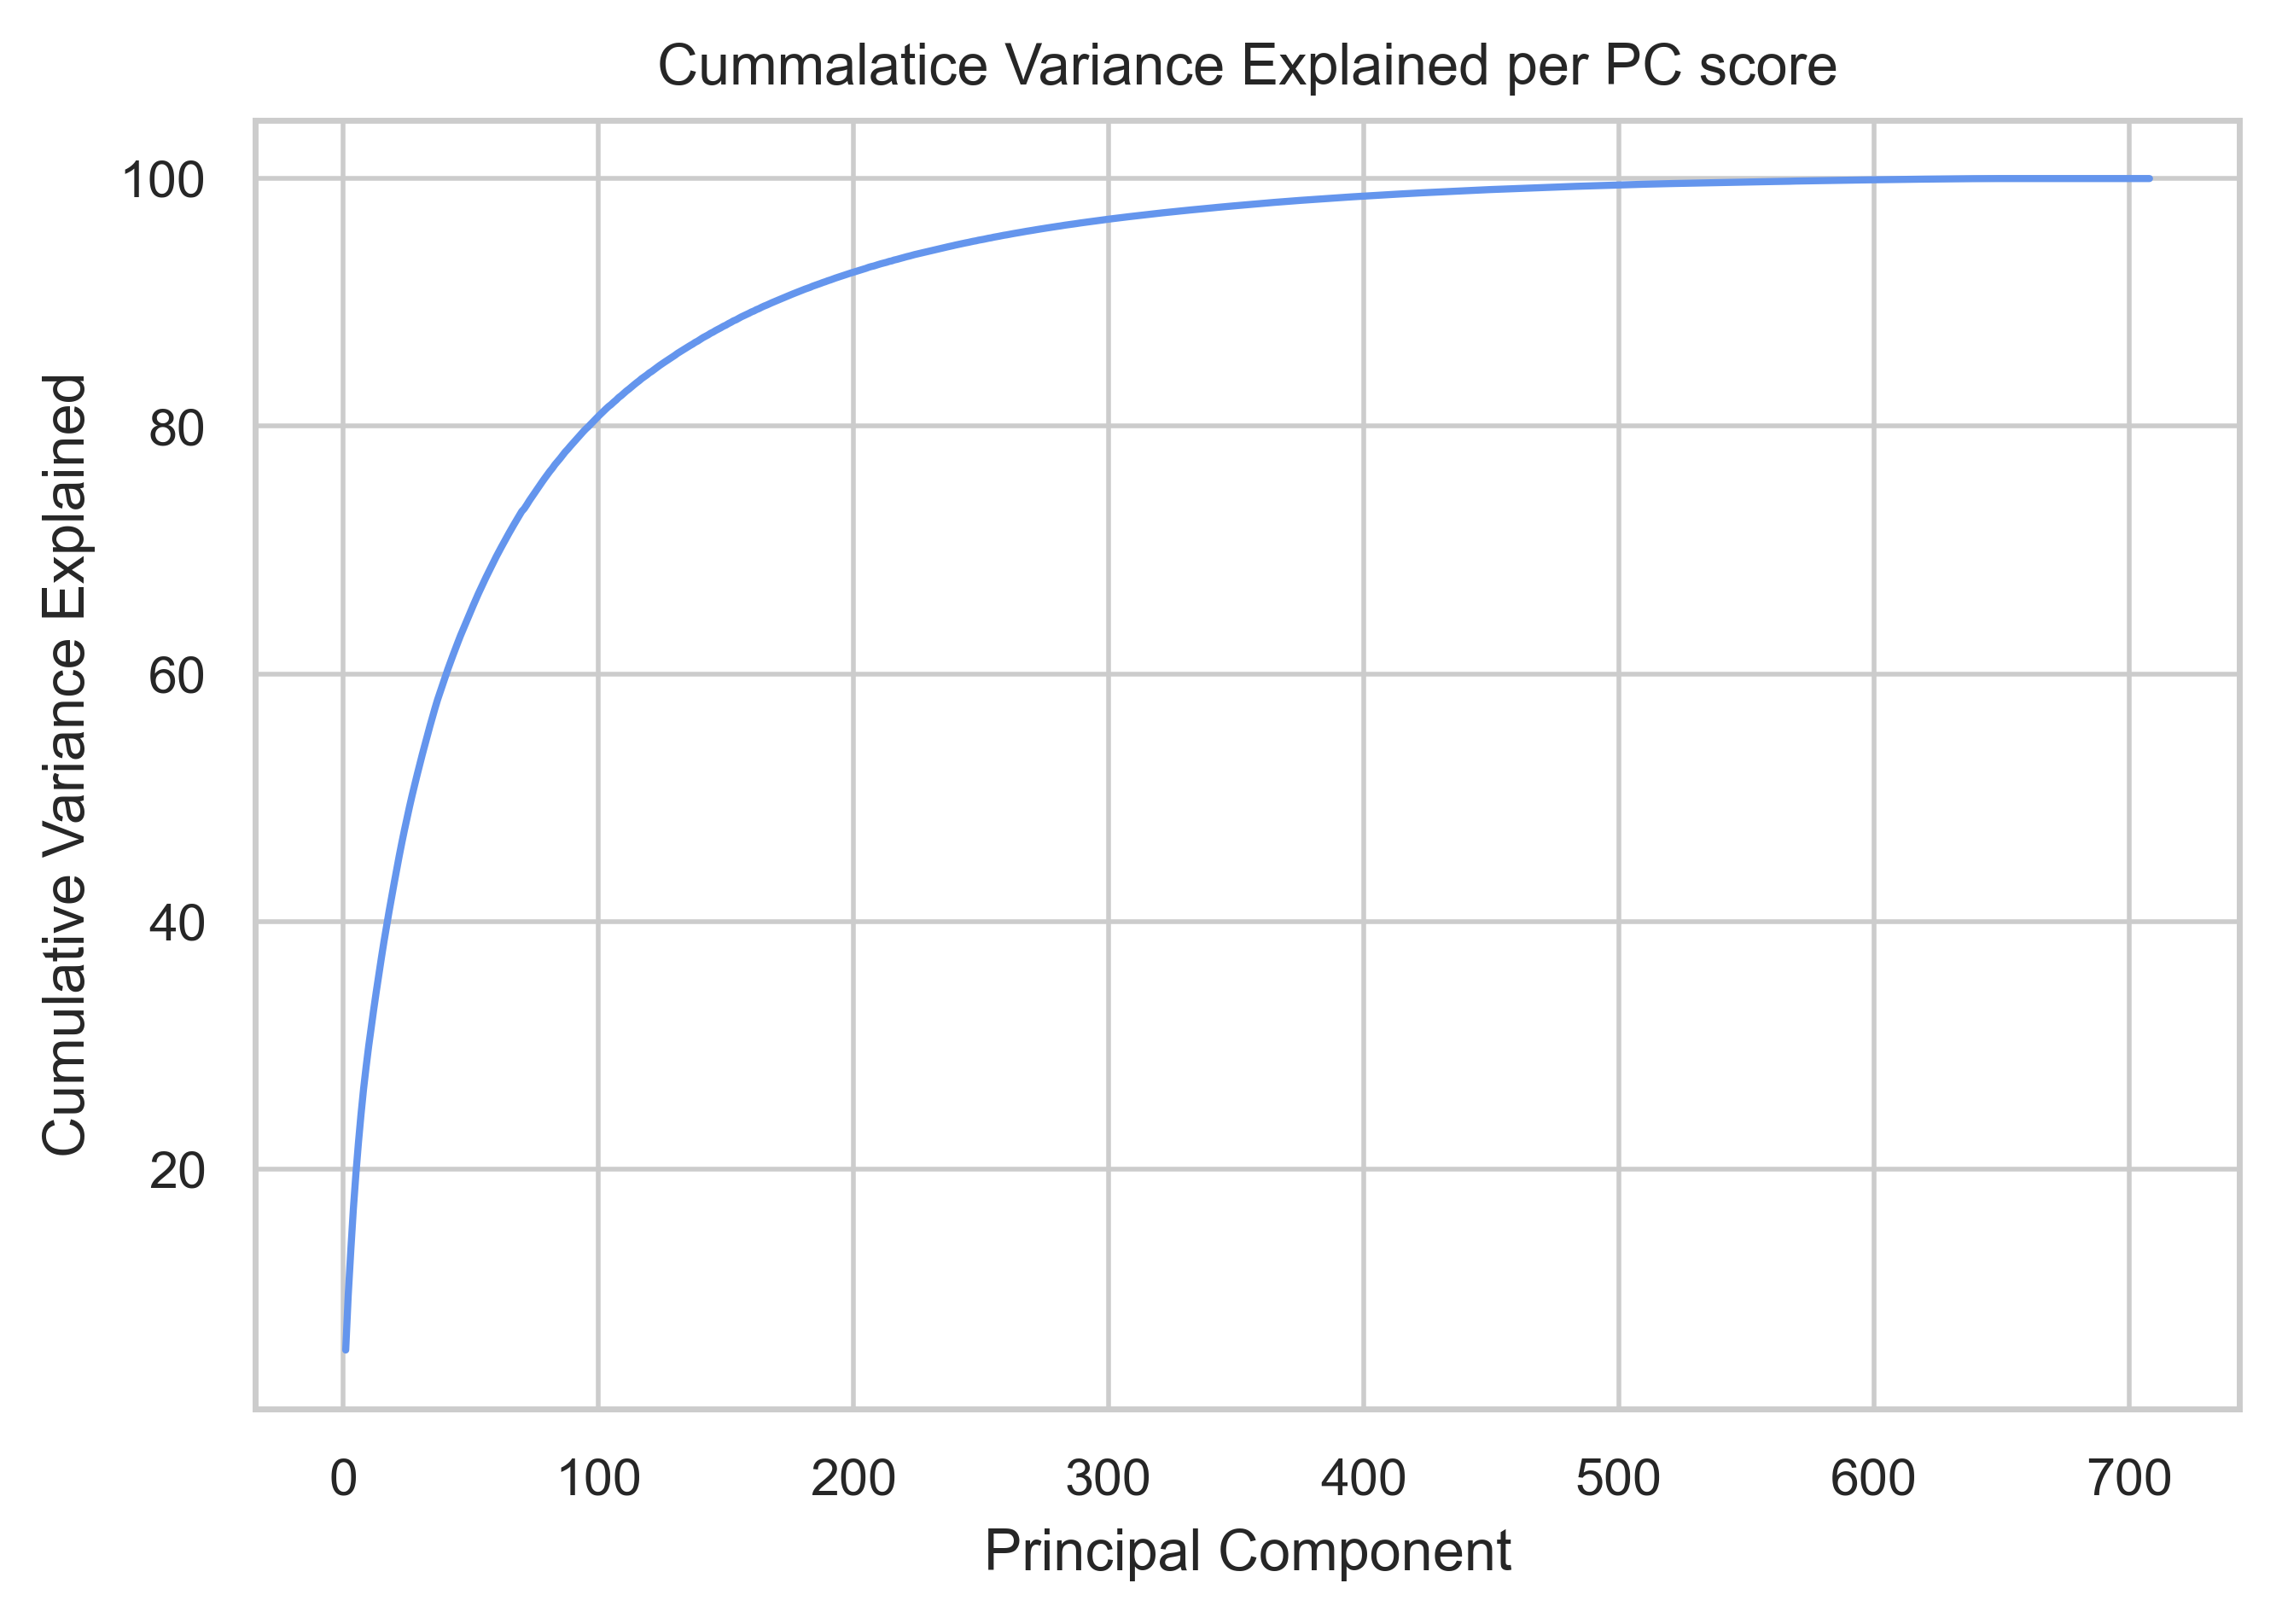 Cummalatice Variance Explained per PC score
Cumulative Variance Explained
100
80
60
40
20
0 100 200 300 400 500 600 700
Principal Component